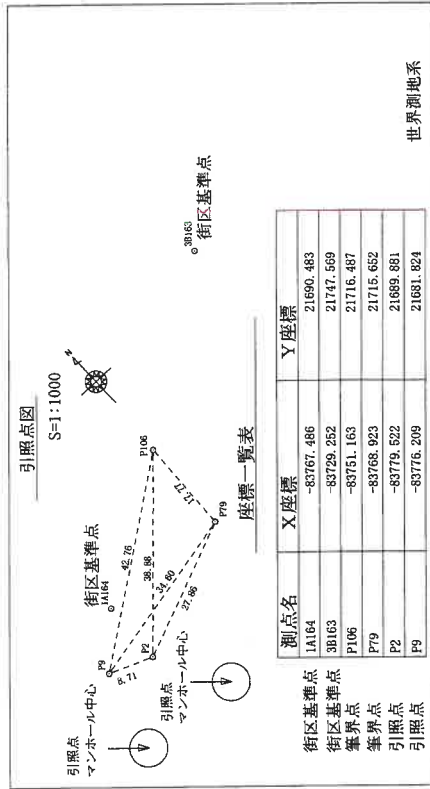 引照点図
S=1:1000
N
引照点
マンホール中心
P9
街区基準点
1A164
42.76
8.71
P2
38.88
P106
34.60
27.86
P79
引照点
マンホール中心
3B163
街区基準点
座標一覧表
測点名 X座標 Y座標
街区基準点 1A164 -83767.486 21690.483
街区基準点 3B163 -83729.252 21747.569
筆界点 P106 -83751.163 21716.487
筆界点 P79 -83768.923 21715.652
引照点 P2 -83779.522 21689.881
引照点 P9 -83776.209 21681.824
世界測地系